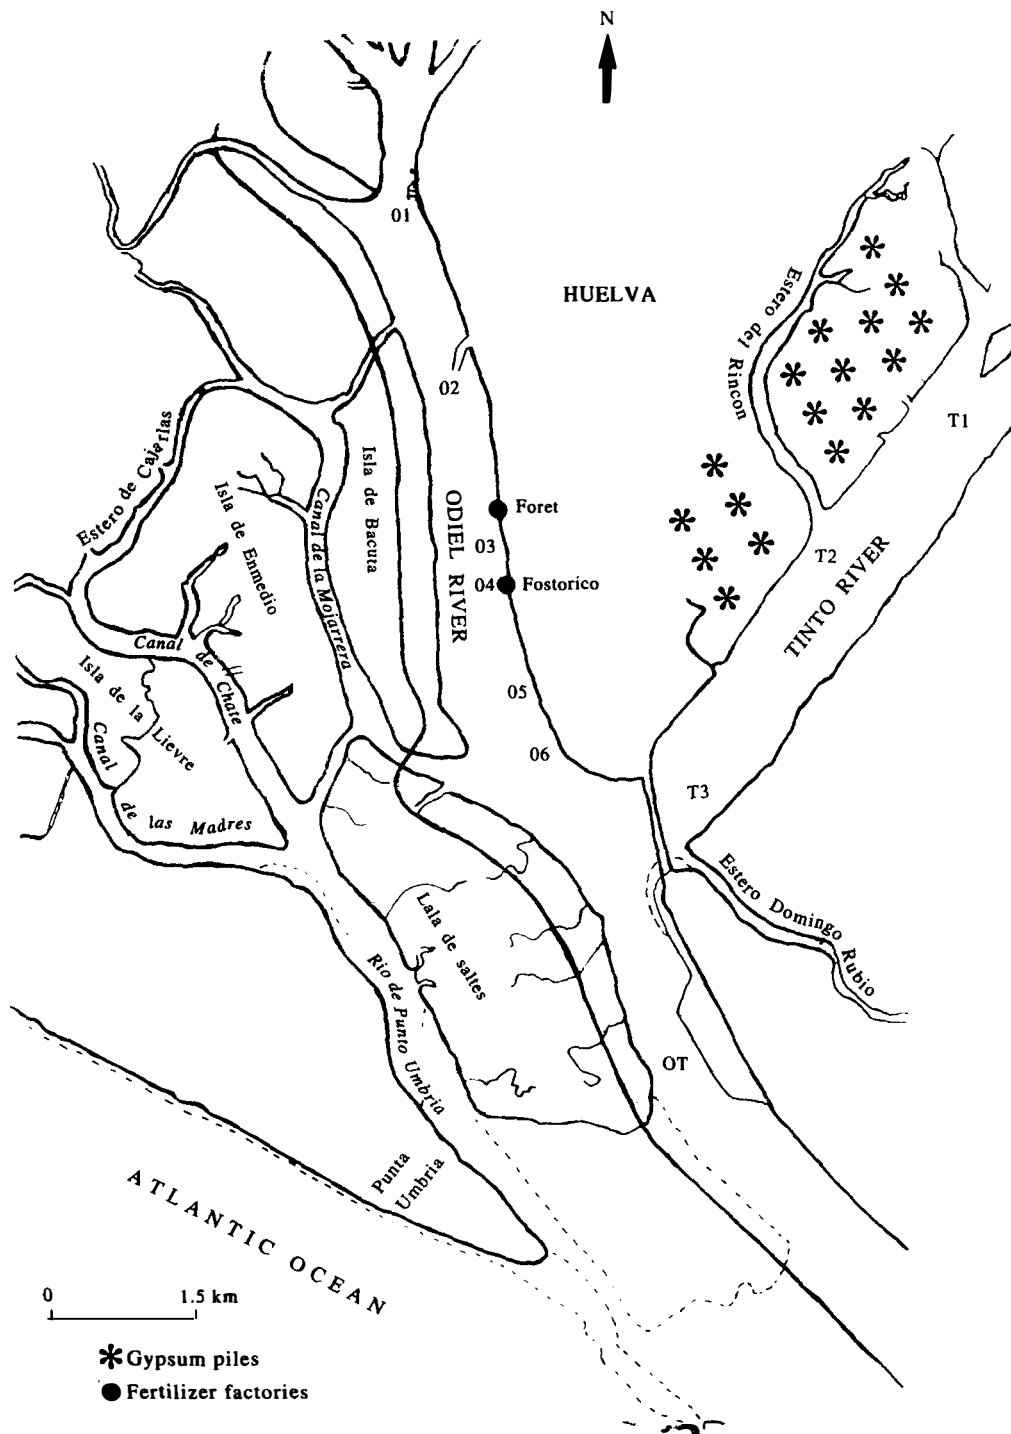 N
01
HUELVA
Estero del Rincon
02
T1
Estero de Cajarlas
Isla de Bacuta
Isla de Enmedio
Canal de la Mojarrera
ODIEL RIVER
Foret
03
04
Fostorico
T2
TINTO RIVER
Canal de Chate
Isla de la Lievre
05
06
T3
Canal de las Madres
Estero Domingo Rubio
Lala de saltes
Rio de Punto Umbria
OT
Punta
Umbria
ATLANTIC OCEAN
0 1.5 km
Gypsum piles
Fertilizer factories